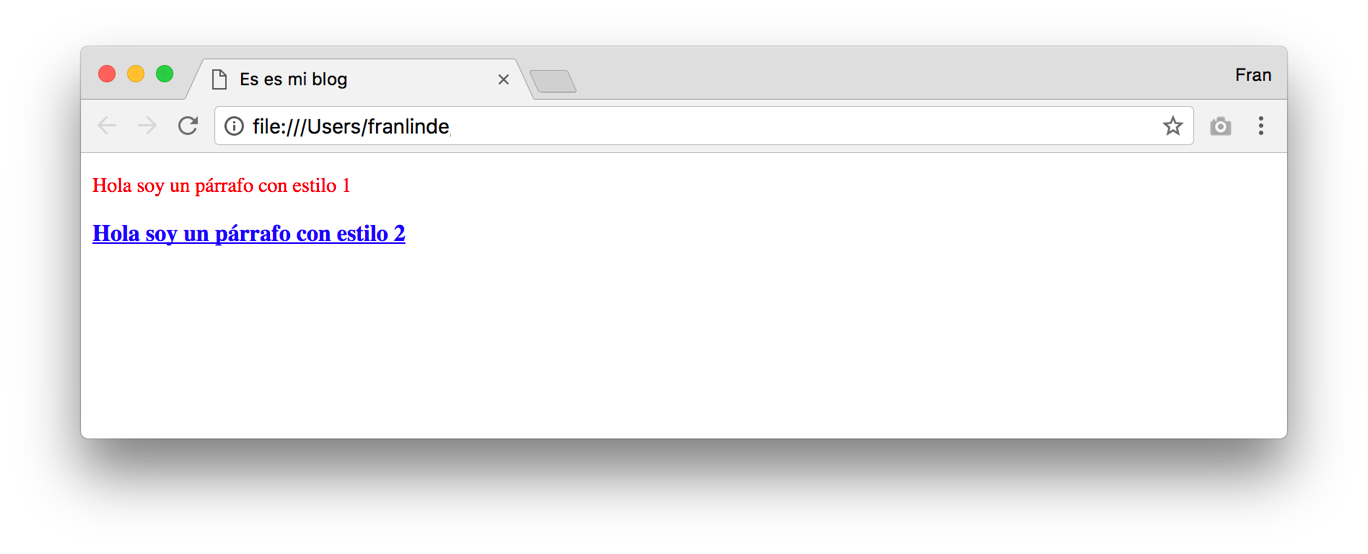 Es es mi blog
Fran
file:///Users/franlinde
Hola soy un párrafo con estilo 1
Hola soy un párrafo con estilo 2